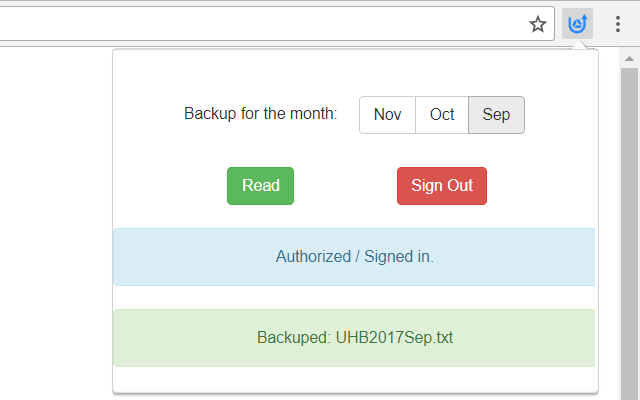 Backup for the month: Nov Oct Sep
Read Sign Out
Authorized / Signed in.
Backuped: UHB2017Sep.txt